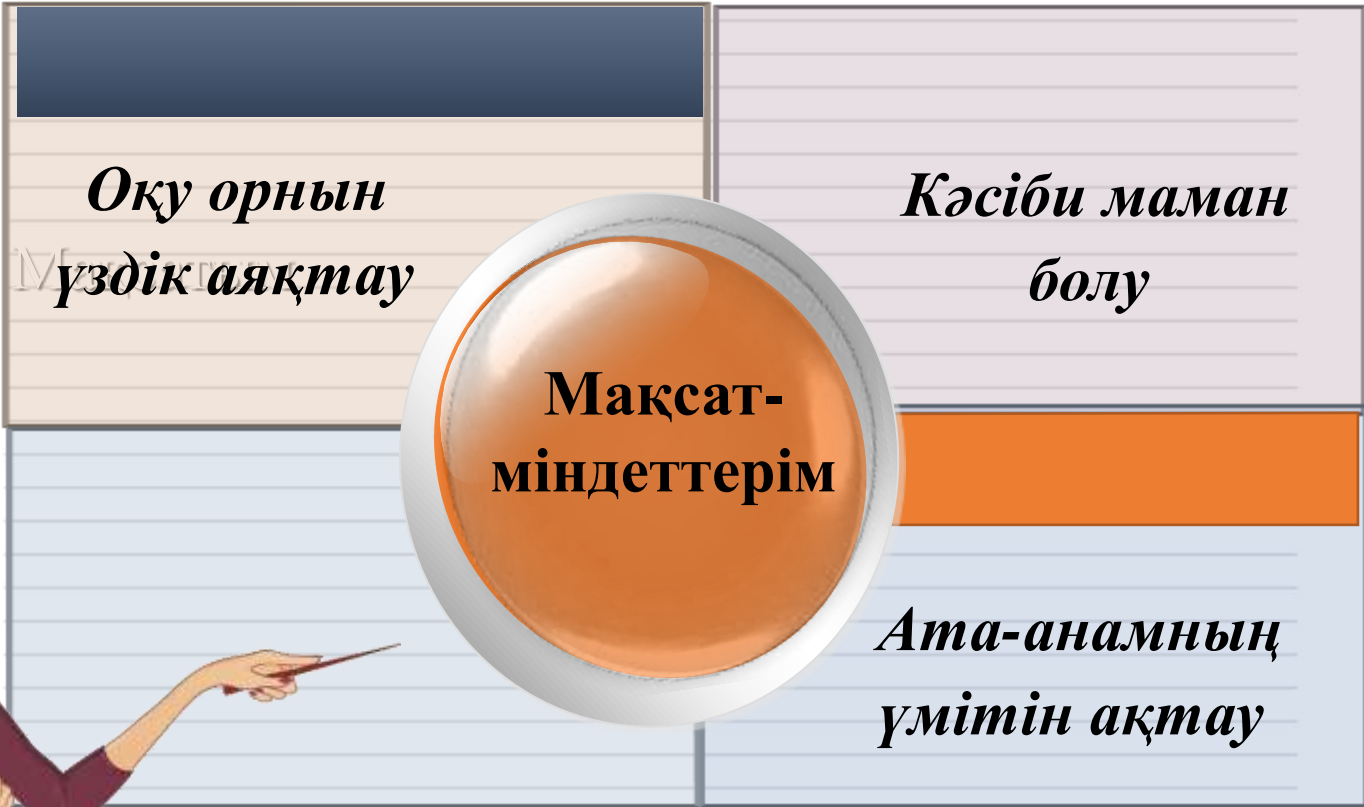 Оқу орнын
үздік аяқтау
Кәсіби маман
болу
Мақсат-
міндеттерім
Ата-анамның
үмітін ақтау